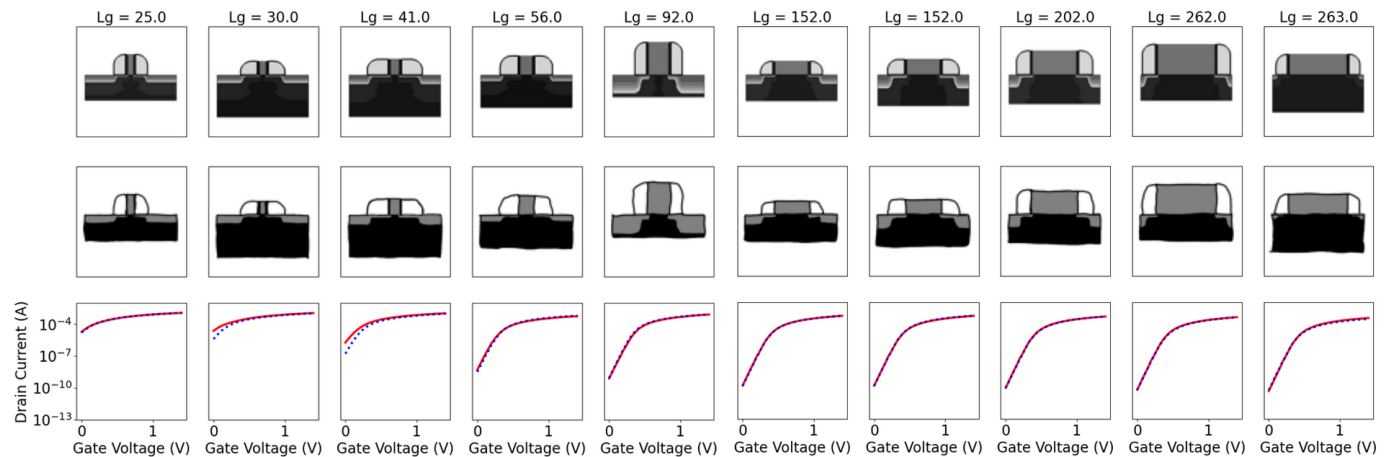 Lg = 25.0 Lg = 30.0 Lg = 41.0 Lg = 56.0 Lg = 92.0 Lg = 152.0 Lg = 152.0 Lg = 202.0 Lg = 262.0 Lg = 263.0
Drain Current (A)
10⁻⁴
10⁻⁷
10⁻¹⁰
10⁻¹³
0 1 0 1 0 1 0 1 0 1 0 1 0 1 0 1 0 1 0 1
Gate Voltage (V) Gate Voltage (V) Gate Voltage (V) Gate Voltage (V) Gate Voltage (V) Gate Voltage (V) Gate Voltage (V) Gate Voltage (V) Gate Voltage (V) Gate Voltage (V)